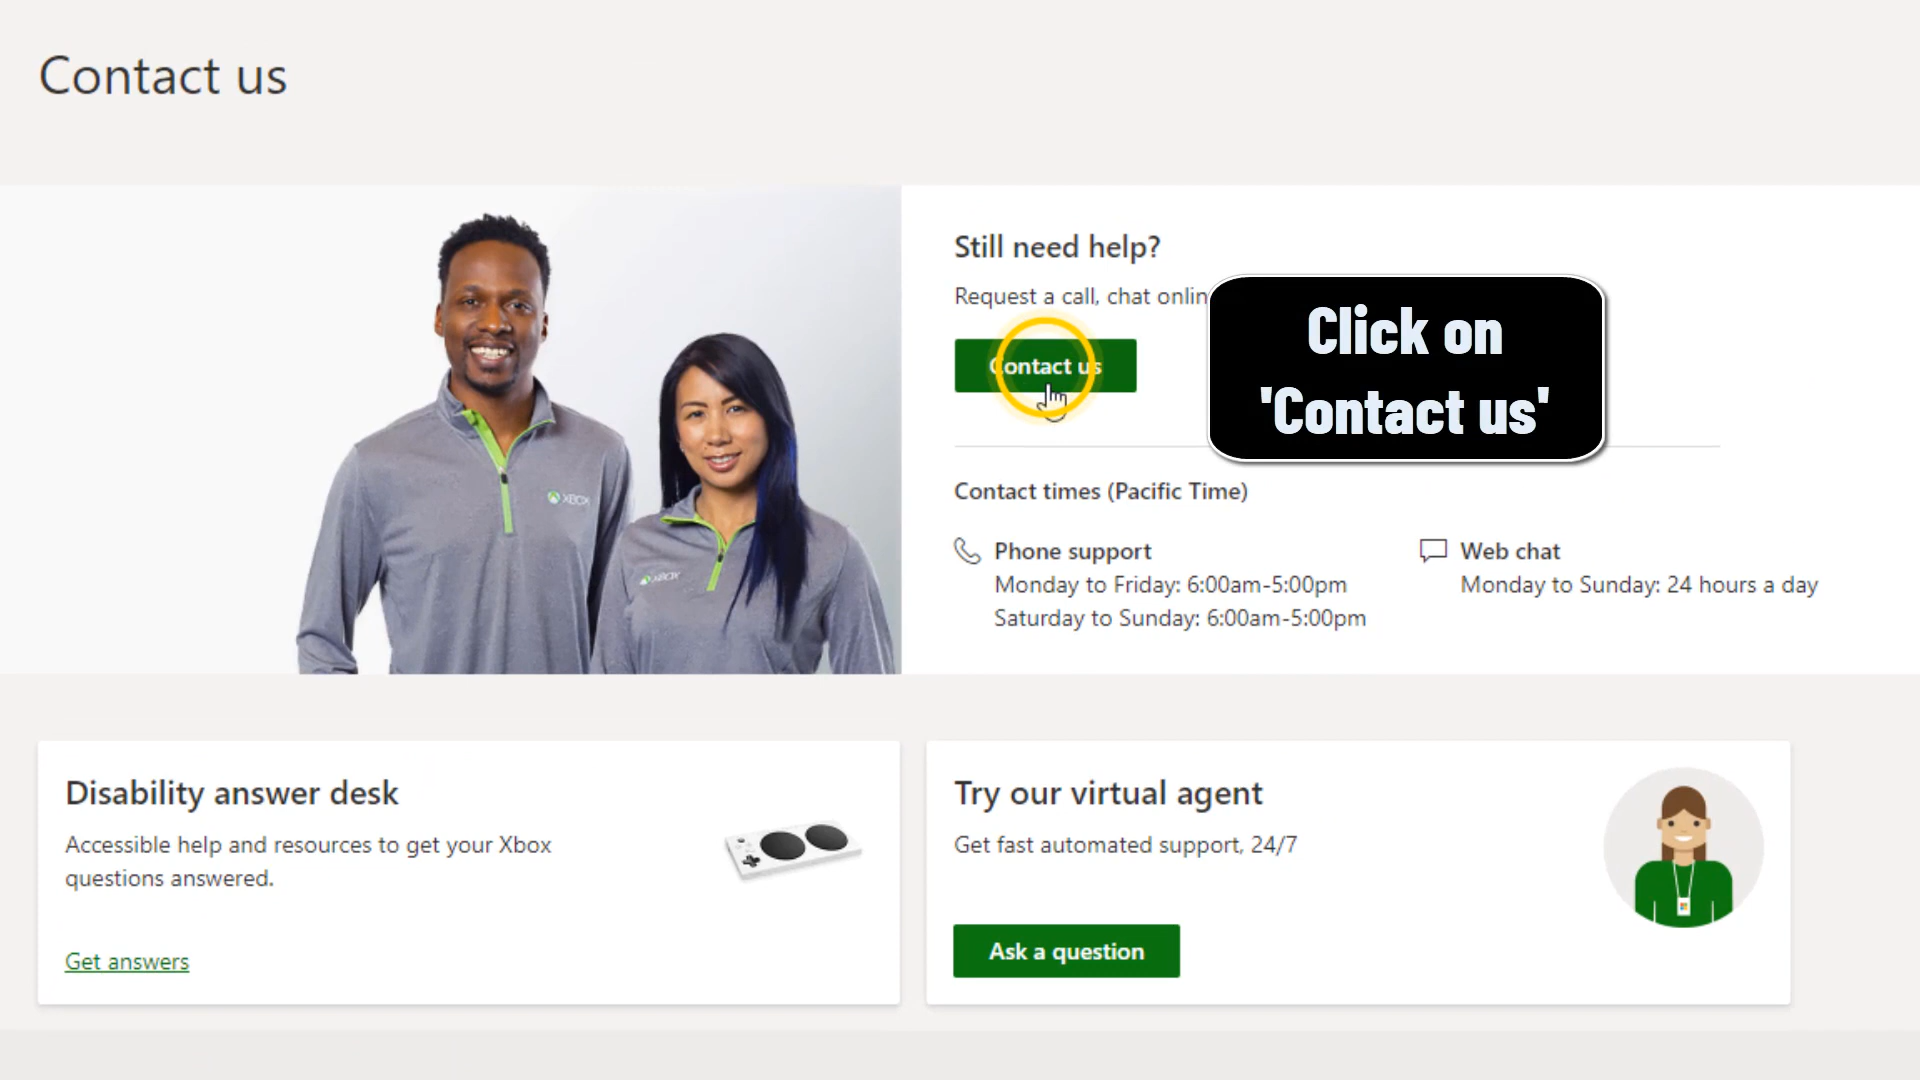 Contact us
Still need help?
Request a call, chat onlin
Contact us
Click on
'Contact us'
Contact times (Pacific Time)
Phone support
Monday to Friday: 6:00am-5:00pm
Saturday to Sunday: 6:00am-5:00pm
Web chat
Monday to Sunday: 24 hours a day
XBOX
XBOX
Disability answer desk
Accessible help and resources to get your Xbox
questions answered.
Get answers
Try our virtual agent
Get fast automated support, 24/7
Ask a question